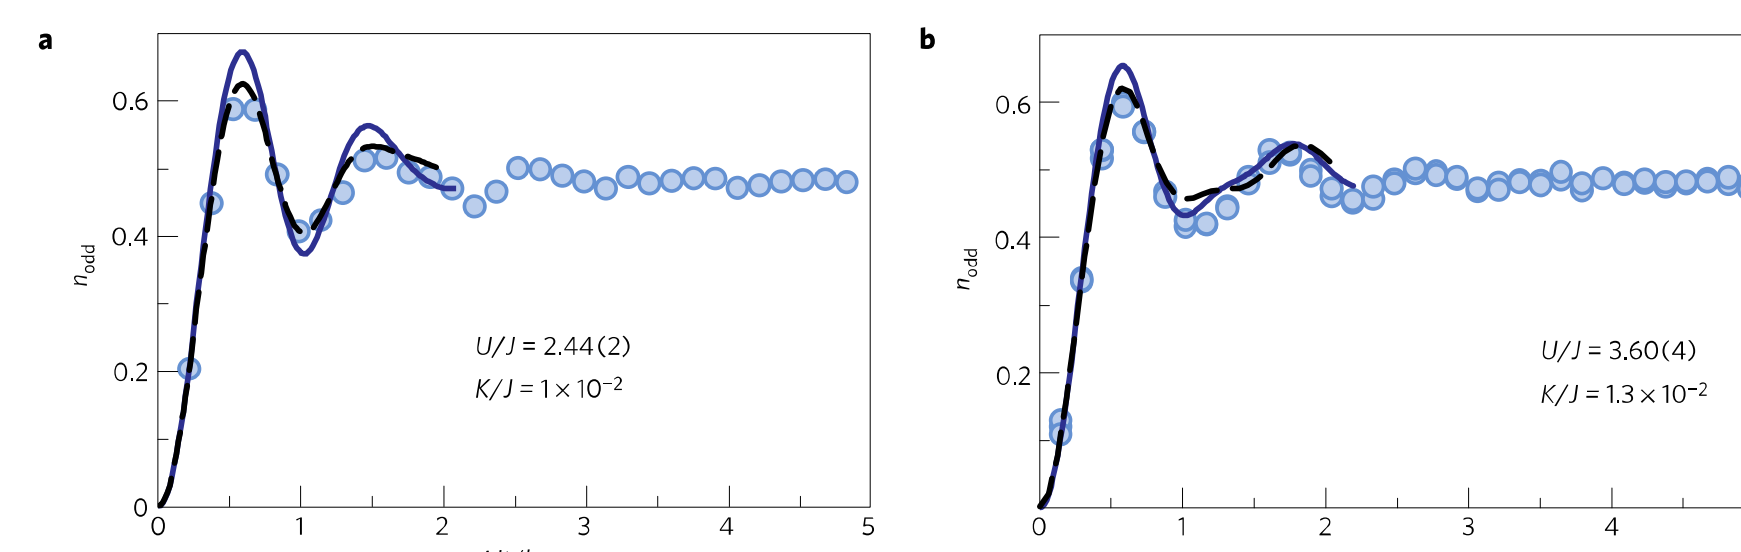 a
0.6
0.4
0.2
0
n_odd
U/J = 2.44(2)
K/J = 1 × 10⁻²
0 1 2 3 4 5
b
0.6
0.4
0.2
n_odd
U/J = 3.60(4)
K/J = 1.3 × 10⁻²
0 1 2 3 4